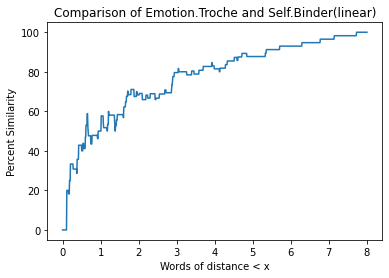 Comparison of Emotion.Troche and Self.Binder(linear)
Percent Similarity
100
80
60
40
20
0
0 1 2 3 4 5 6 7 8
Words of distance < x